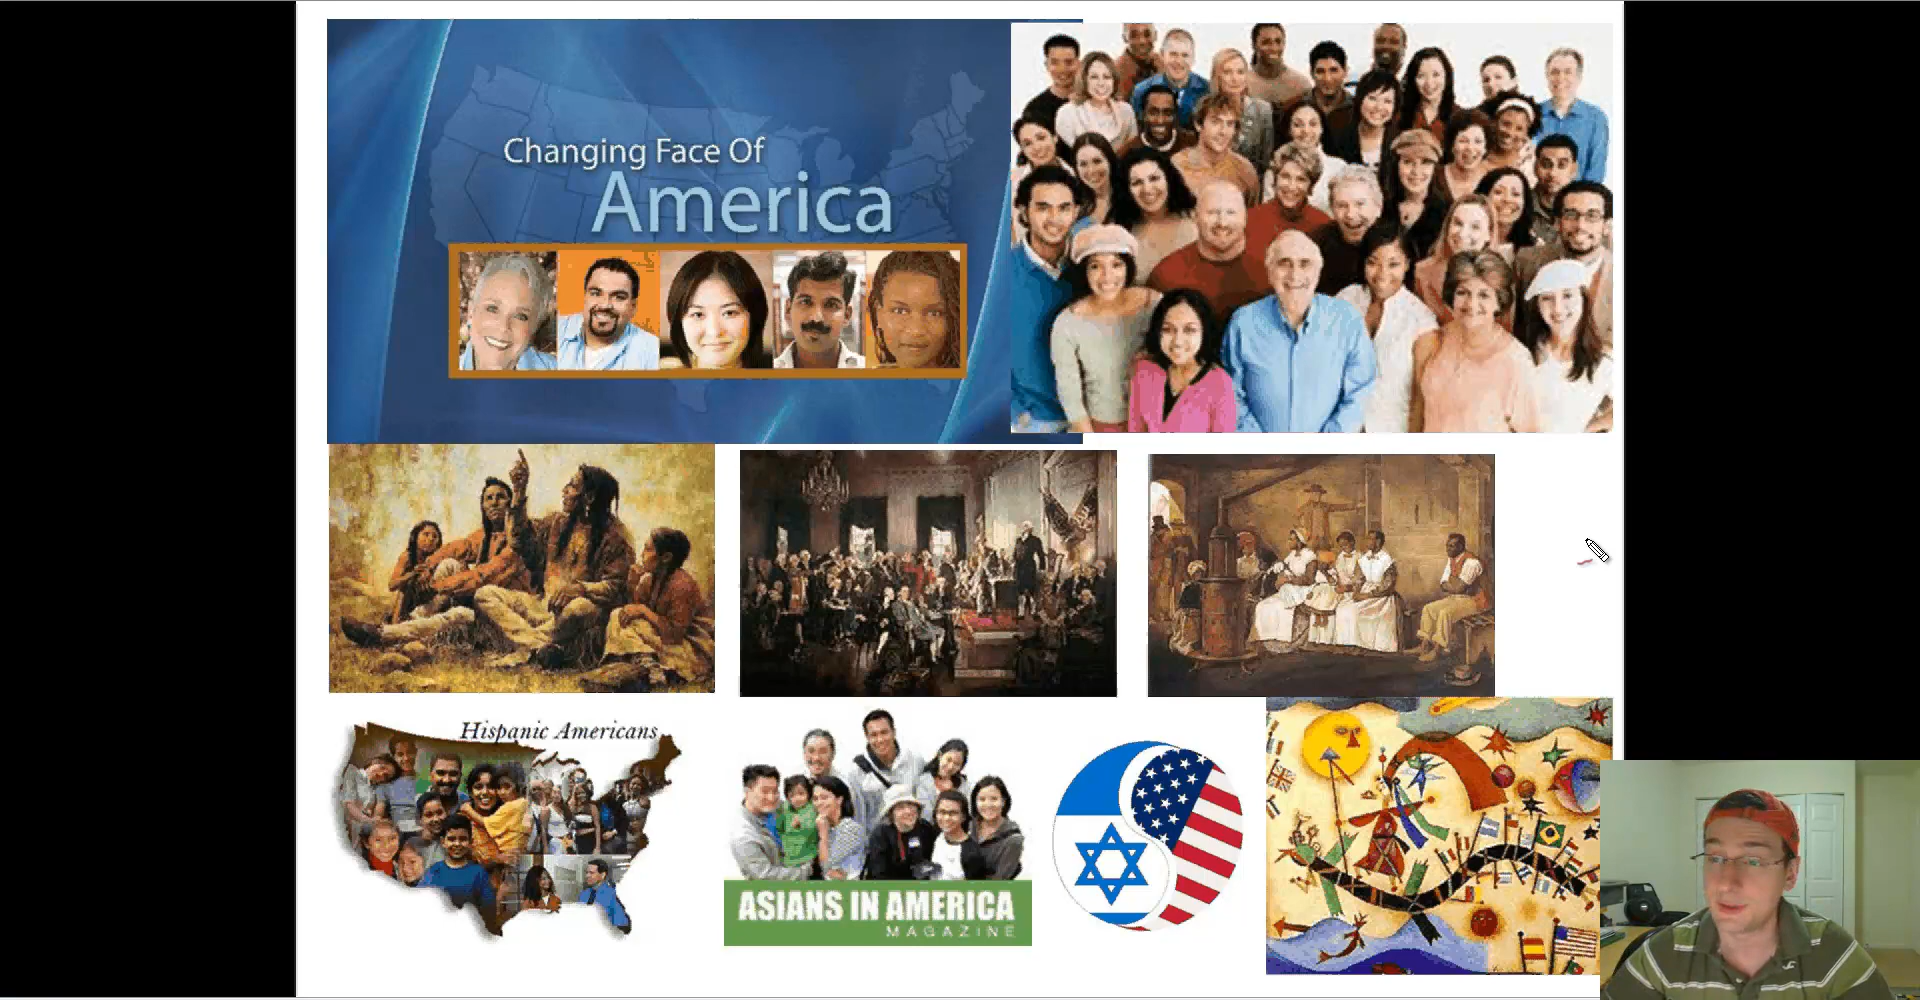 Changing Face Of
America
Hispanic Americans
ASIANS IN AMERICA
MAGAZINE